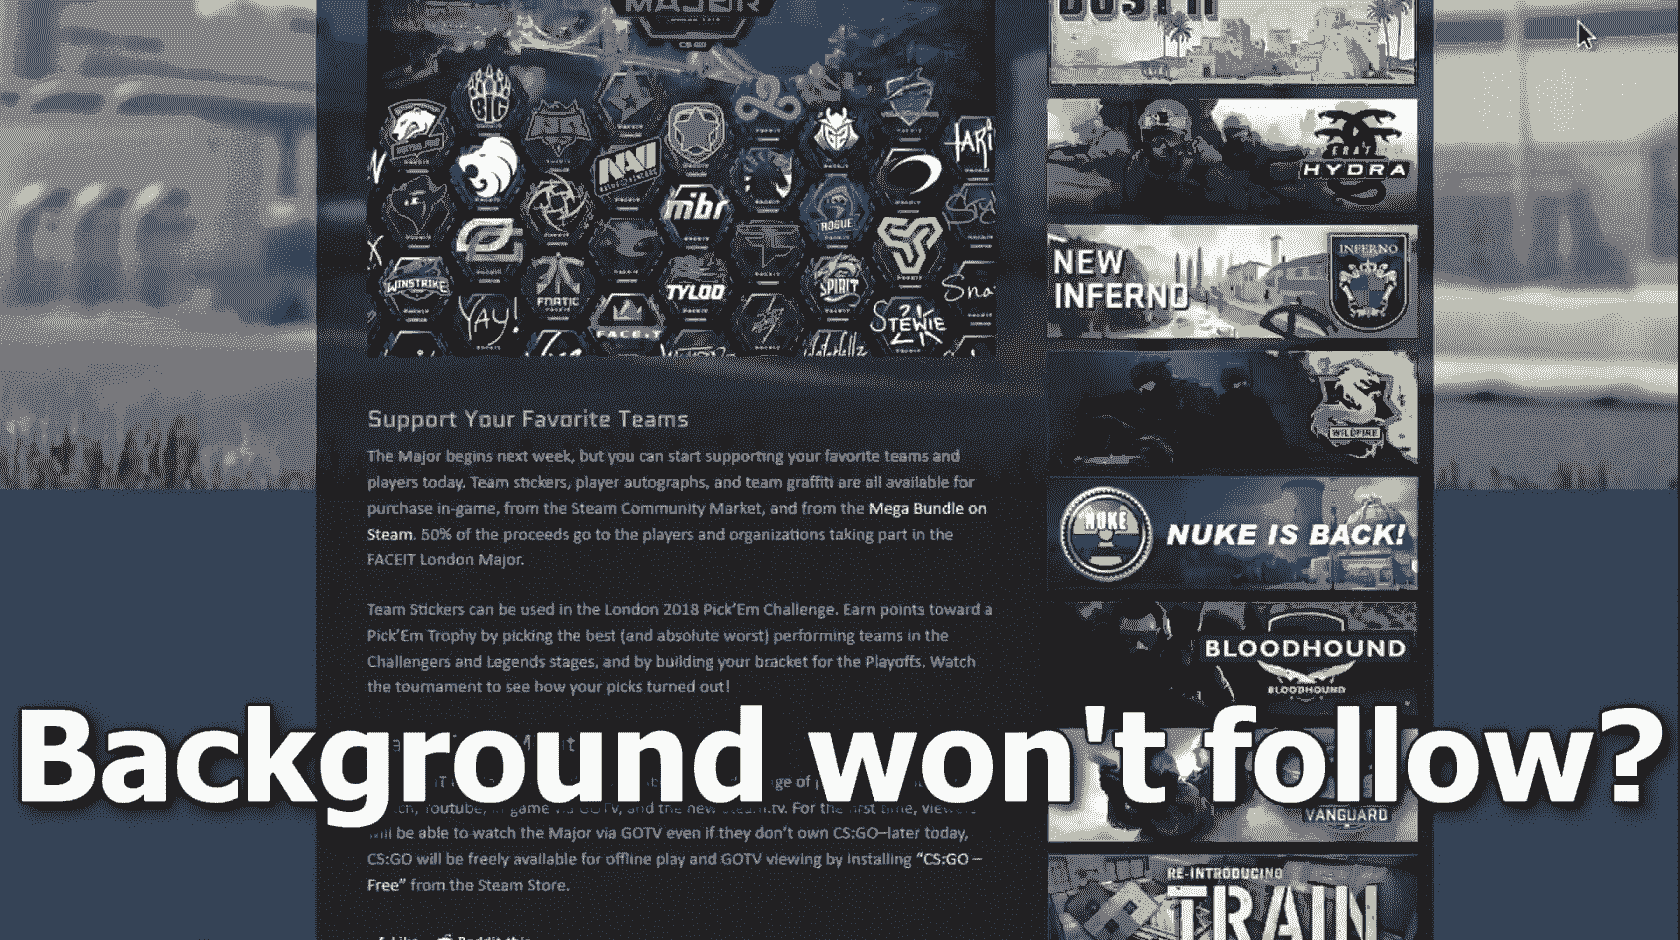 MAJOR
CS:GO
BIG
NAVI
mibr
ROGUE
WINSTRIKE
FNATIC
TYLOO
SPIRIT
YAY!
FACEIT
STEWIE
2K
DUST II
HYDRA
NEW
INFERNO
INFERNO
WILDFIRE
NUKE
NUKE IS BACK!
BLOODHOUND
BLOODHOUND
VANGUARD
RE-INTRODUCING
TRAIN
Support Your Favorite Teams
The Major begins next week, but you can start supporting your favorite teams and
players today. Team stickers, player autographs, and team graffiti are all available for
purchase in-game, from the Steam Community Market, and from the Mega Bundle on
Steam. 50% of the proceeds go to the players and organizations taking part in the
FACEIT London Major.
Team Stickers can be used in the London 2018 Pick'Em Challenge. Earn points toward a
Pick'Em Trophy by picking the best (and absolute worst) performing teams in the
Challengers and Legends stages, and by building your bracket for the Playoffs. Watch
the tournament to see how your picks turned out!
Background won't follow?
Youtube, game via GOTV, and the new steam.tv. For the first time,
will be able to watch the Major via GOTV even if they don't own CS:GO–later today,
CS:GO will be freely available for offline play and GOTV viewing by installing “CS:GO –
Free” from the Steam Store.
Like Reddit this